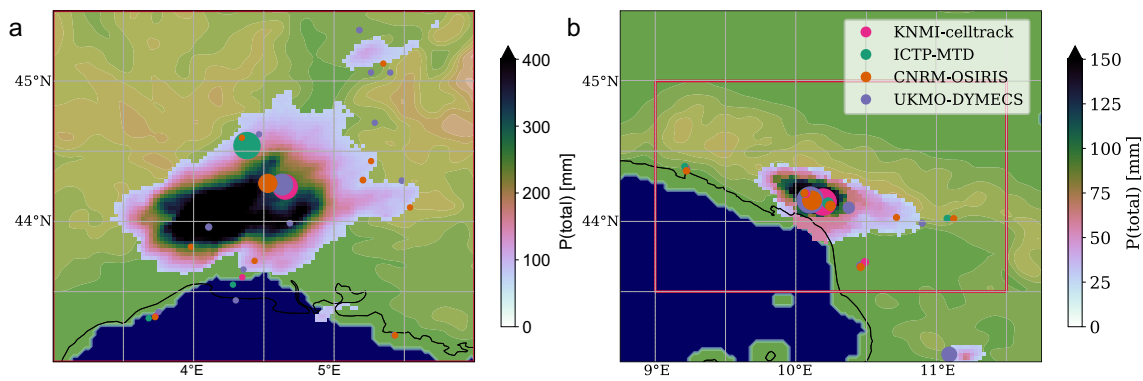 a
45°N
44°N
4°E
5°E
400
300
200
100
0
P(total) [mm]
b
KNMI-celltrack
ICTP-MTD
CNRM-OSIRIS
UKMO-DYMECS
45°N
44°N
9°E
10°E
11°E
150
125
100
75
50
25
0
P(total) [mm]